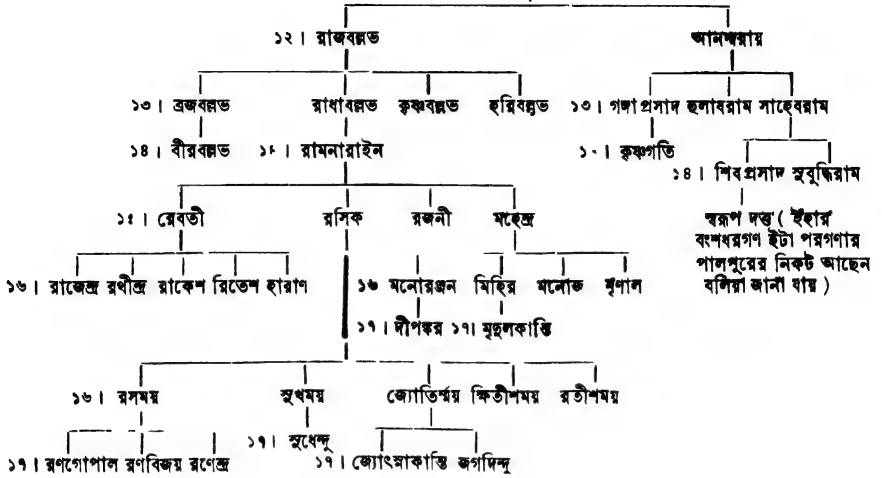 ১২। রাজবল্লভ আনন্দরায়
১৩। ব্রজবল্লভ রাধাবল্লভ কৃষ্ণবল্লভ হরিবল্লভ ১৩। গঙ্গাপ্রসাদ হুলাষরাম সাহেবরাম
১৪। বীরবল্লভ ১৪। রামনারাইন ১৪। কৃষ্ণগতি
১৪। শিবপ্রসাদ সুবুদ্ধিরাম
১৫। রেবতী রসিক রজনী মহেন্দ্র স্বরূপ দত্ত ( ইঁহার
বংশধরগণ ইটা পরগণার
পালপুরের নিকট আছেন
বলিয়া জানা যায় )
১৬। রাজেন্দ্র রথীন্দ্র রাকেশ রিতেশ হারাণ ১৬ মনোরঞ্জন মিহির মনোজ মৃণাল
১৭। দীপঙ্কর ১৭। মৃদুলকান্তি
১৬। রসময় সুখময় জ্যোতির্ম্ময় ক্ষিতীশময় রতীশময়
১৭। সুধেন্দু
১৭। রণগোপাল রণবিজয় রণেন্দ্র ১৭। জ্যোৎস্নাকান্তি জগদিন্দু